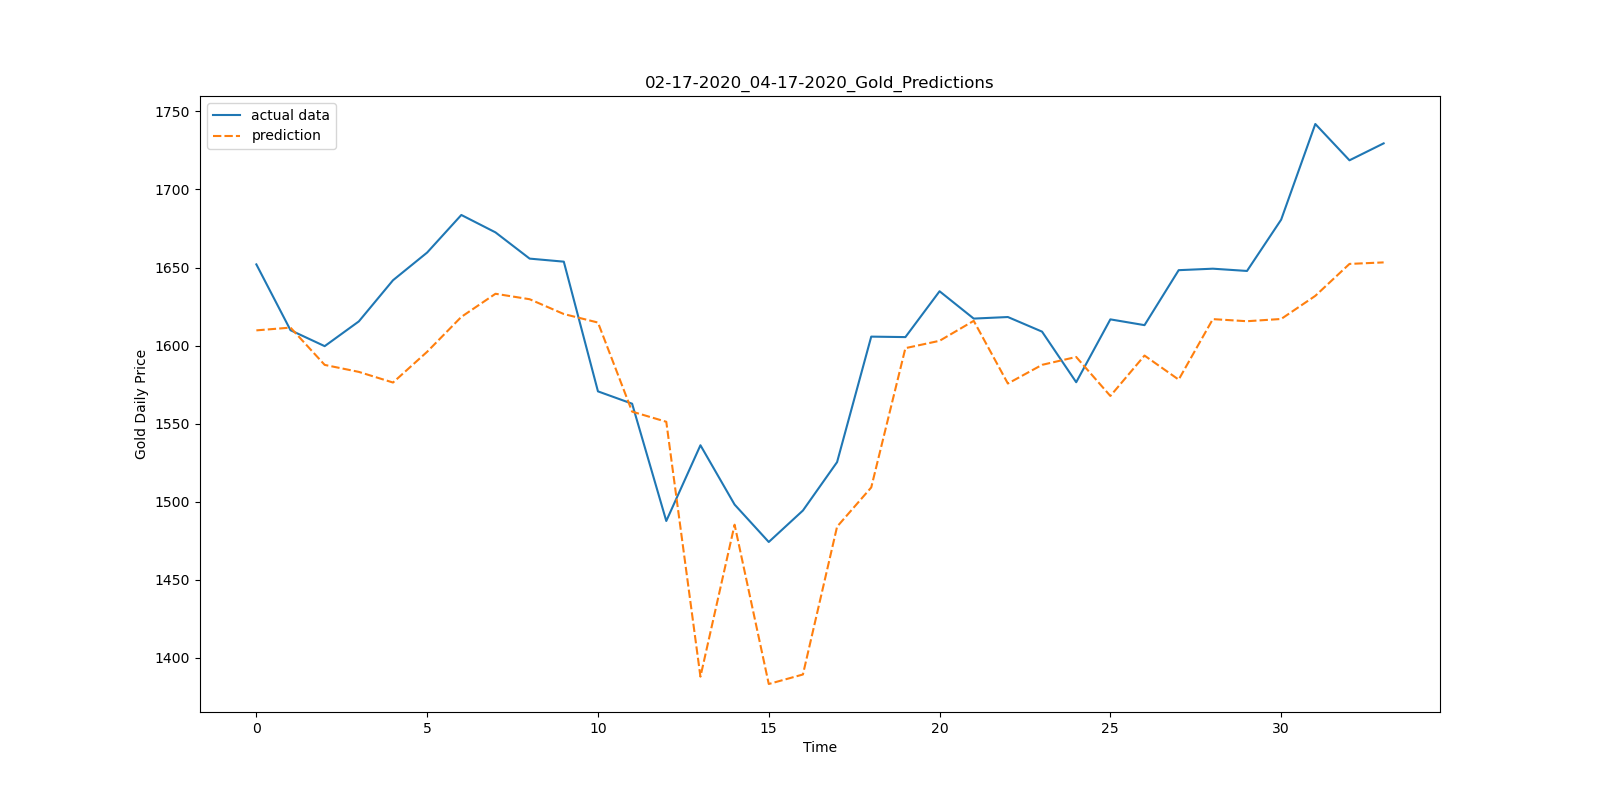 02-17-2020_04-17-2020_Gold_Predictions
actual data
prediction
1750
1700
1650
1600
1550
1500
1450
1400
Gold Daily Price
0 5 10 15 20 25 30
Time